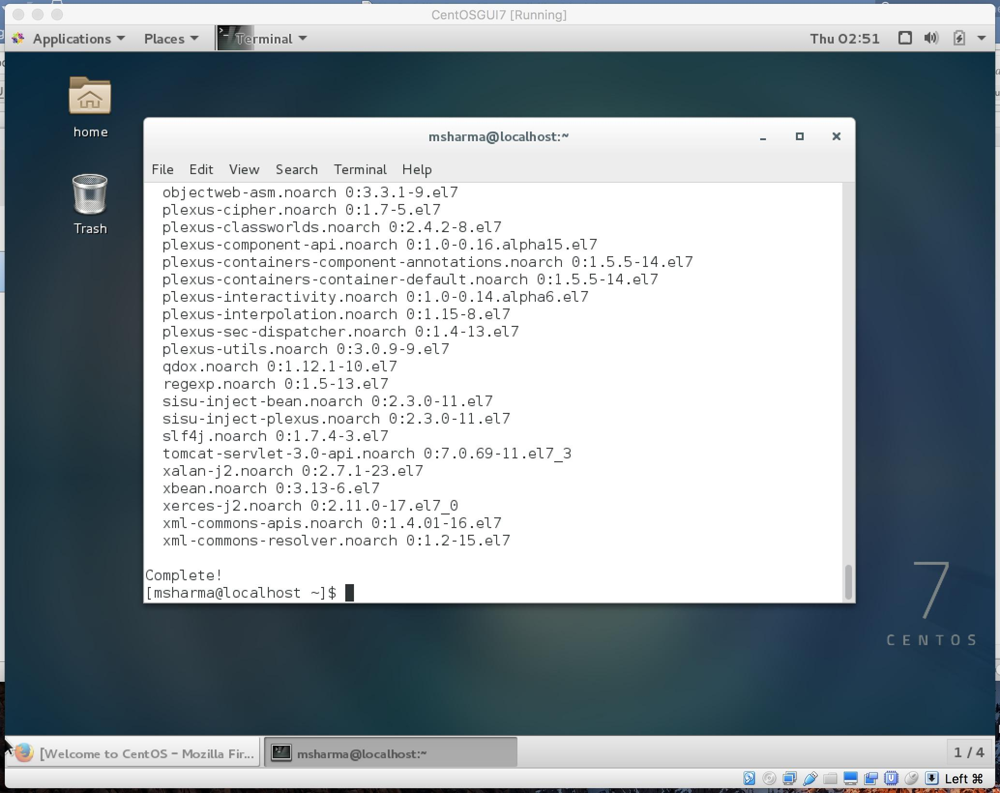 CentOSGUI7 [Running]
Applications Places Terminal Thu 02:51
home
Trash
msharma@localhost:~
File Edit View Search Terminal Help
objectweb-asm.noarch 0:3.3.1-9.el7
plexus-cipher.noarch 0:1.7-5.el7
plexus-classworlds.noarch 0:2.4.2-8.el7
plexus-component-api.noarch 0:1.0-0.16.alpha15.el7
plexus-containers-component-annotations.noarch 0:1.5.5-14.el7
plexus-containers-container-default.noarch 0:1.5.5-14.el7
plexus-interactivity.noarch 0:1.0-0.14.alpha6.el7
plexus-interpolation.noarch 0:1.15-8.el7
plexus-sec-dispatcher.noarch 0:1.4-13.el7
plexus-utils.noarch 0:3.0.9-9.el7
qdox.noarch 0:1.12.1-10.el7
regexp.noarch 0:1.5-13.el7
sisu-inject-bean.noarch 0:2.3.0-11.el7
sisu-inject-plexus.noarch 0:2.3.0-11.el7
slf4j.noarch 0:1.7.4-3.el7
tomcat-servlet-3.0-api.noarch 0:7.0.69-11.el7_3
xalan-j2.noarch 0:2.7.1-23.el7
xbean.noarch 0:3.13-6.el7
xerces-j2.noarch 0:2.11.0-17.el7_0
xml-commons-apis.noarch 0:1.4.01-16.el7
xml-commons-resolver.noarch 0:1.2-15.el7
Complete!
[msharma@localhost ~]$
7
CENTOS
[Welcome to CentOS - Mozilla Fir... msharma@localhost:~ 1 / 4
Left ⌘